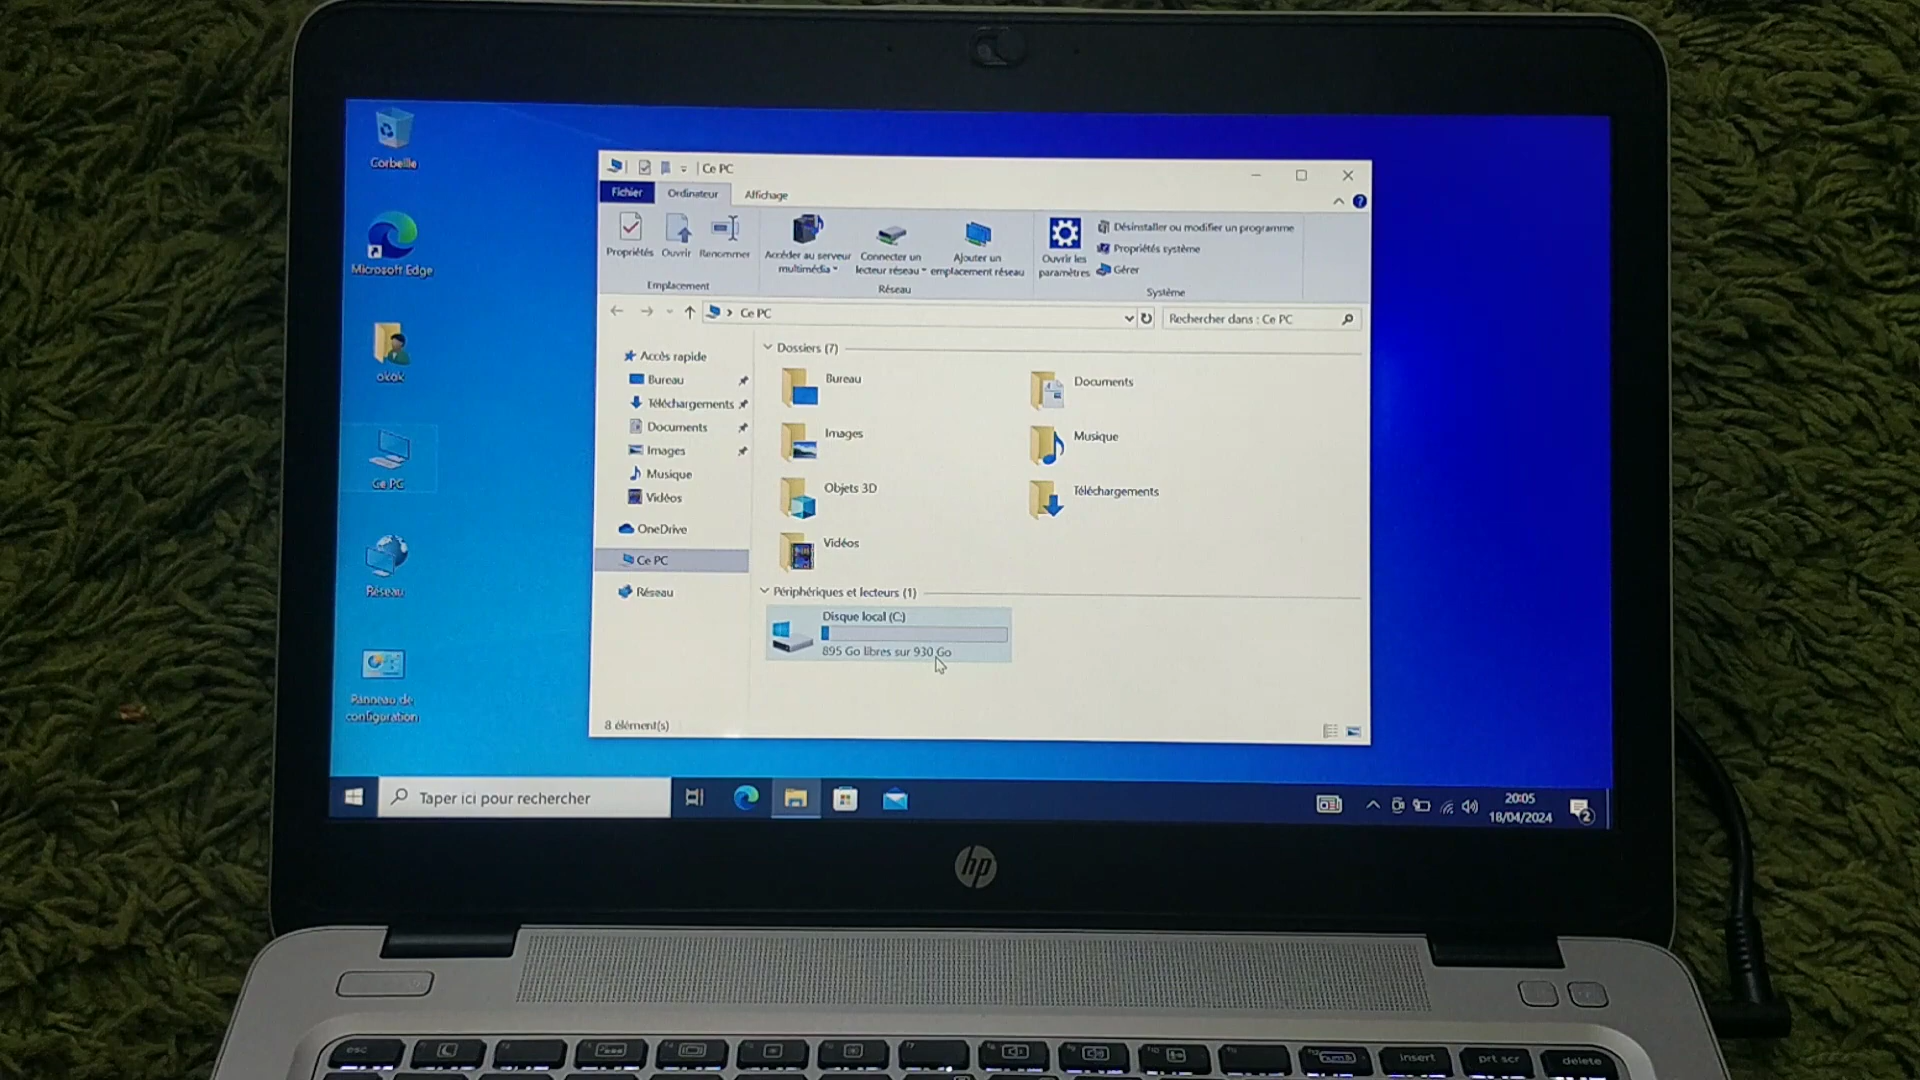 Corbeille
Microsoft Edge
okok
Ce PC
Réseau
Panneau de
configuration
Ce PC
Fichier
Ordinateur
Affichage
Propriétés
Ouvrir
Renommer
Emplacement
Accéder au serveur
multimédia
Connecter un
lecteur réseau
Ajouter un
emplacement réseau
Réseau
Ouvrir les
paramètres
Désinstaller ou modifier un programme
Propriétés système
Gérer
Système
Ce PC
Rechercher dans : Ce PC
Accès rapide
Bureau
Téléchargements
Documents
Images
Musique
Vidéos
OneDrive
Ce PC
Réseau
Dossiers (7)
Bureau
Documents
Images
Musique
Objets 3D
Téléchargements
Vidéos
Périphériques et lecteurs (1)
Disque local (C:)
895 Go libres sur 930 Go
8 élément(s)
Taper ici pour rechercher
20:05
18/04/2024
2
hp
esc
insert
prt scr
delete